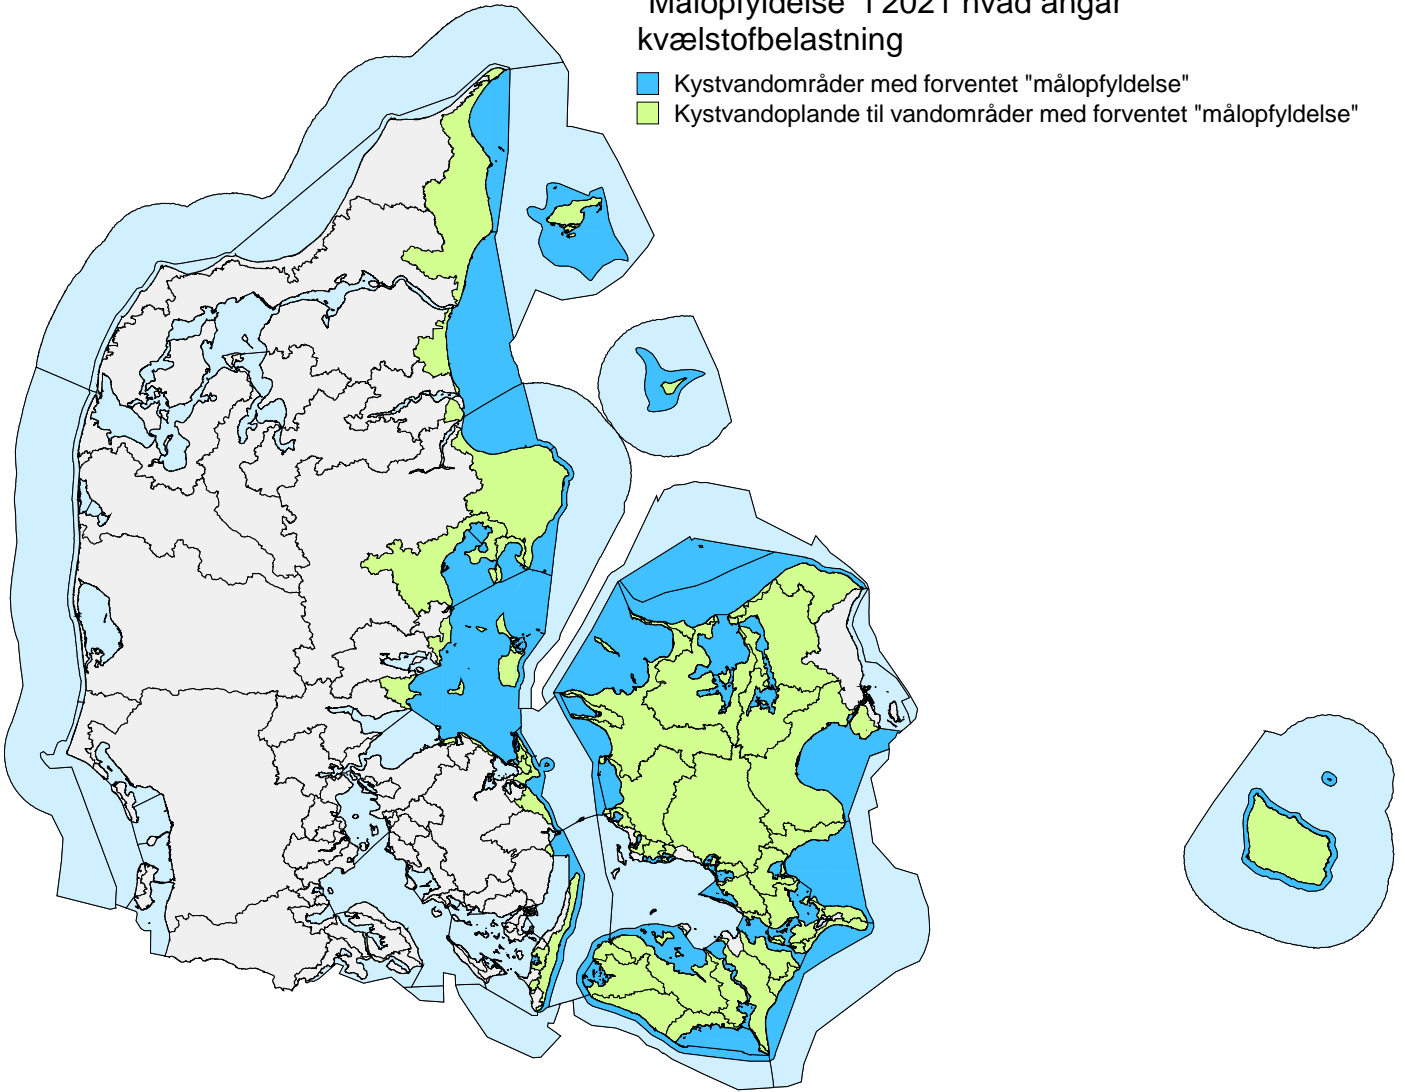 "Målopfyldelse" i 2021 hvad angår
kvælstofbelastning
Kystvandområder med forventet "målopfyldelse"
Kystvandoplande til vandområder med forventet "målopfyldelse"